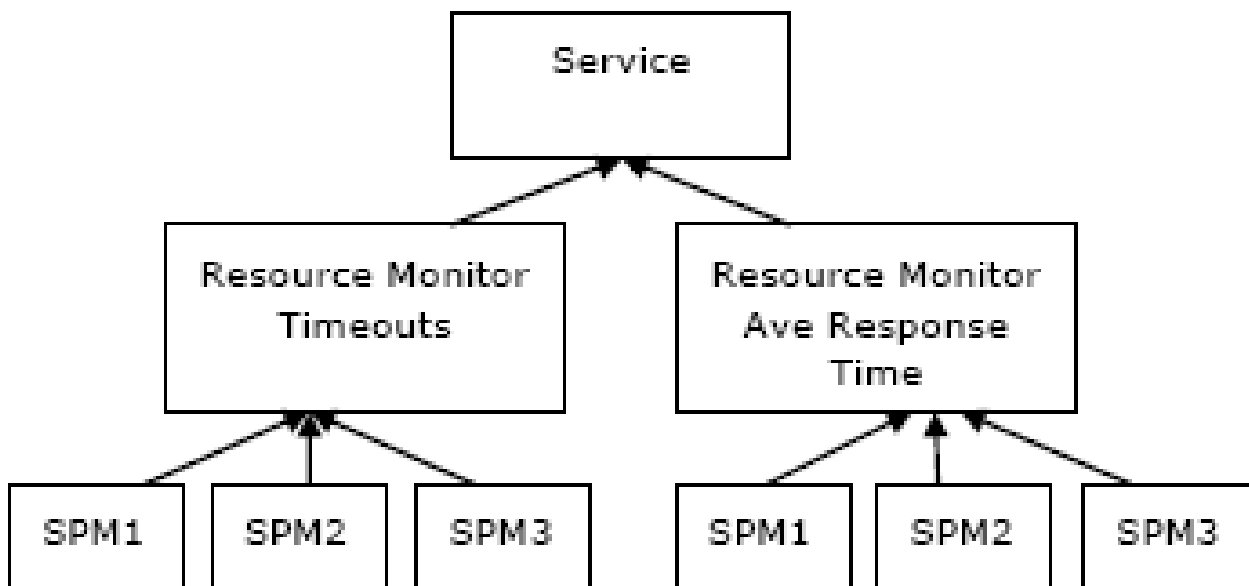 Service
Resource Monitor
Timeouts
Resource Monitor
Ave Response
Time
SPM1
SPM2
SPM3
SPM1
SPM2
SPM3